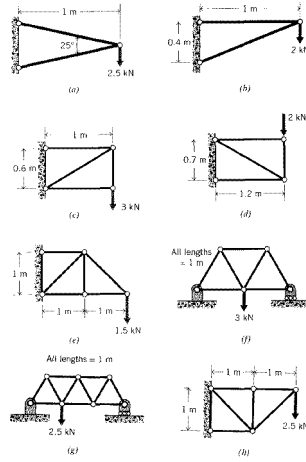 1 m
25°
2.5 kN
(a)
1 m
0.4 m
2 kN
(b)
1 m
0.6 m
3 kN
(c)
2 kN
0.7 m
1.2 m
(d)
1 m
1 m
1 m
1.5 kN
(e)
All lengths
= 1 m
3 kN
(f)
All lengths = 1 m
2.5 kN
(g)
1 m
1 m
1 m
2.5 kN
(h)